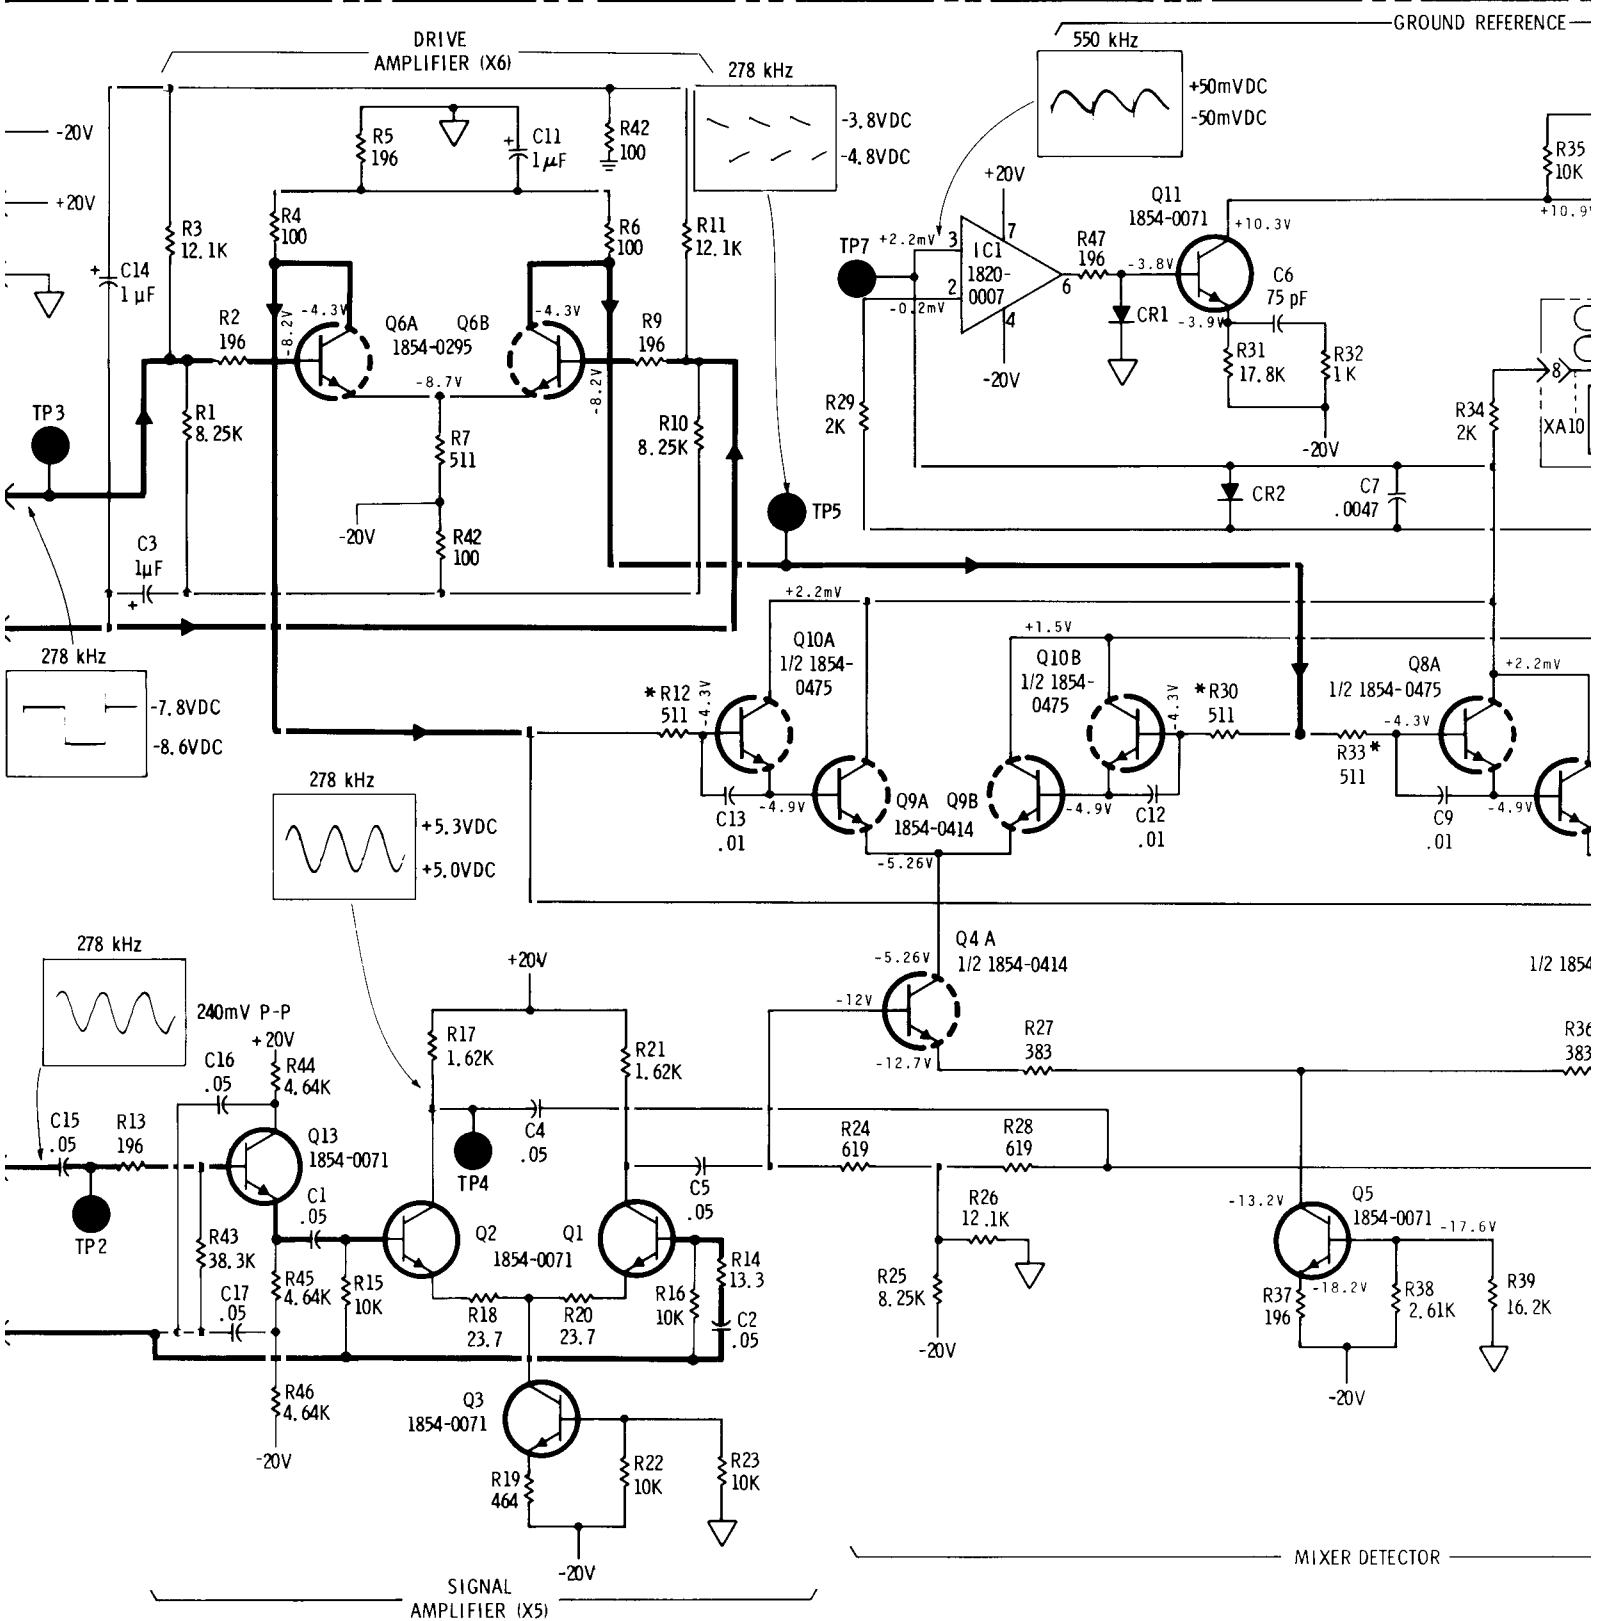 GROUND REFERENCE
DRIVE
AMPLIFIER (X6)
278 kHz
-3.8VDC
-4.8VDC
550 kHz
+50mVDC
-50mVDC
-20V
+20V
R5
196
C11
1µF
R42
100
R35
10K
+10.9
R3
12.1K
C14
1µF
R4
100
R6
100
R11
12.1K
TP7
+2.2mV
3
2
-0.2mV
+20V
7
IC1
1820-
0007
4
-20V
6
R47
196
-3.8V
CR1
Q11
1854-0071
+10.3V
-3.9V
C6
75 pF
R31
17.8K
R32
1K
-20V
R2
196
-8.2V
-4.3V
Q6A
Q6B
1854-0295
-4.3V
-8.2V
R9
196
-8.7V
TP3
R1
8.25K
R7
511
R10
8.25K
R29
2K
R34
2K
8
XA10
-20V
R42
100
TP5
CR2
C7
.0047
C3
1µF
278 kHz
-7.8VDC
-8.6VDC
+2.2mV
Q10A
1/2 1854-
0475
+1.5V
Q10B
1/2 1854-
0475
Q8A
1/2 1854-0475
+2.2mV
*R12
511
-4.3V
-4.3V
*R30
511
R33*
511
-4.3V
C13
.01
-4.9V
Q9A
Q9B
1854-0414
-4.9V
C12
.01
C9
.01
-4.9V
-5.26V
278 kHz
+5.3VDC
+5.0VDC
278 kHz
240mV P-P
+20V
Q4A
1/2 1854-0414
1/2 1854
-5.26V
-12V
-12.7V
R27
383
R36
383
+20V
R44
4.64K
C16
.05
R17
1.62K
R21
1.62K
C15
.05
R13
196
Q13
1854-0071
TP2
TP4
C4
.05
C5
.05
R24
619
R28
619
C1
.05
R43
38.3K
R45
4.64K
R15
10K
C17
.05
Q2
Q1
1854-0071
R18
23.7
R20
23.7
R16
10K
R14
13.3
C2
.05
R26
12.1K
R25
8.25K
-20V
-13.2V
Q5
1854-0071
-17.6V
-18.2V
R37
196
R38
2.61K
R39
16.2K
-20V
R46
4.64K
-20V
Q3
1854-0071
R19
464
R22
10K
R23
10K
-20V
MIXER DETECTOR
SIGNAL
AMPLIFIER (X5)